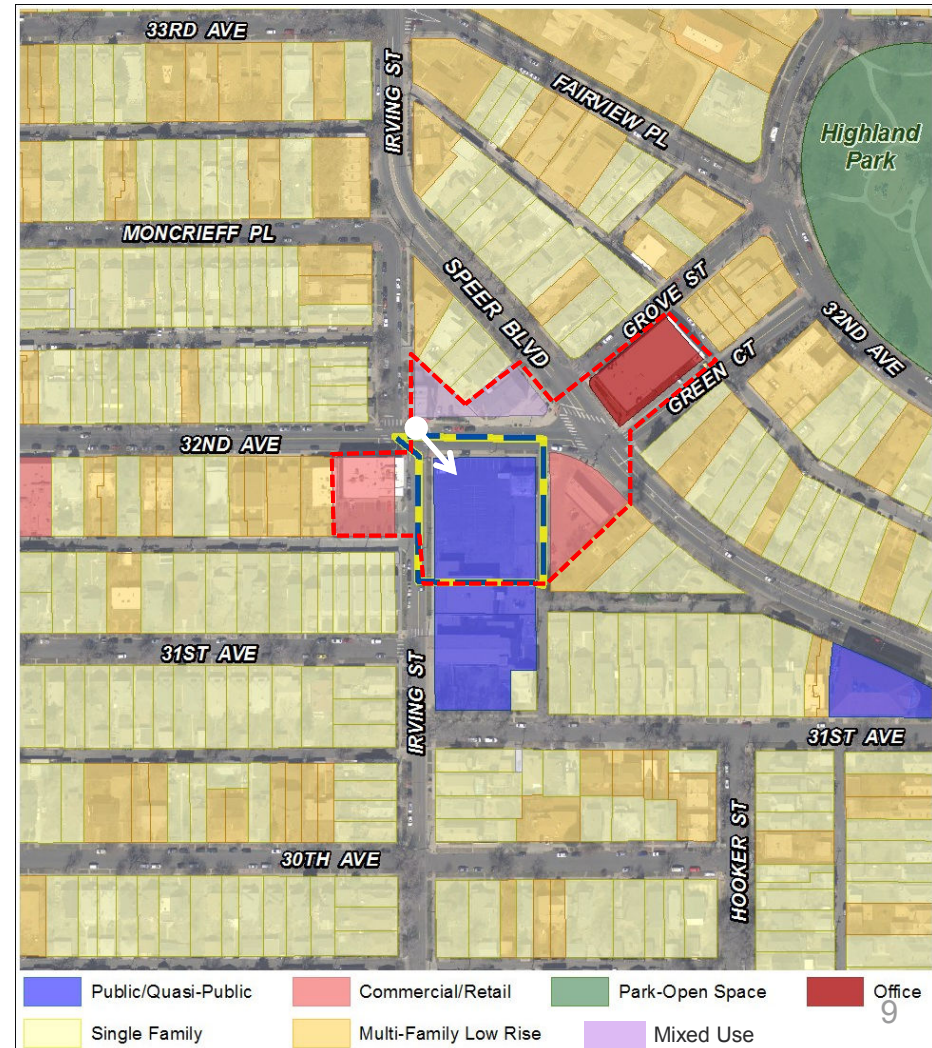 33RD AVE
IRVING ST
FAIRVIEW PL
Highland
Park
MONCRIEFF PL
SPEER BLVD
GROVE ST
32ND AVE
GREEN CT
32ND AVE
31ST AVE
IRVING ST
31ST AVE
HOOKER ST
30TH AVE
Public/Quasi-Public
Commercial/Retail
Park-Open Space
Office
Single Family
Multi-Family Low Rise
Mixed Use
9